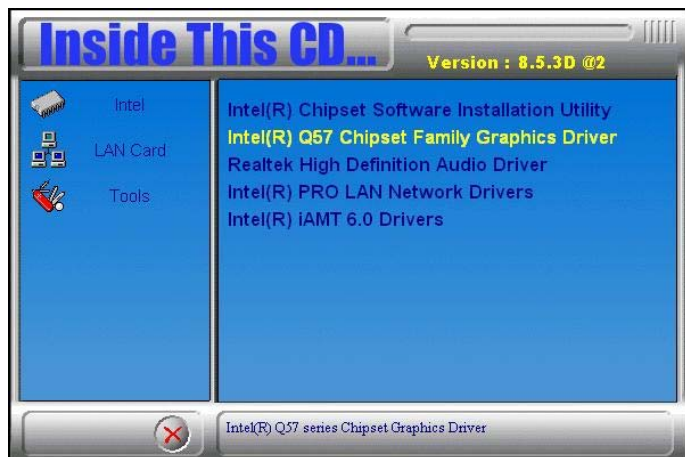 Inside This CD...
Version : 8.5.3D @2
Intel
LAN Card
Tools
Intel(R) Chipset Software Installation Utility
Intel(R) Q57 Chipset Family Graphics Driver
Realtek High Definition Audio Driver
Intel(R) PRO LAN Network Drivers
Intel(R) iAMT 6.0 Drivers
Intel(R) Q57 series Chipset Graphics Driver